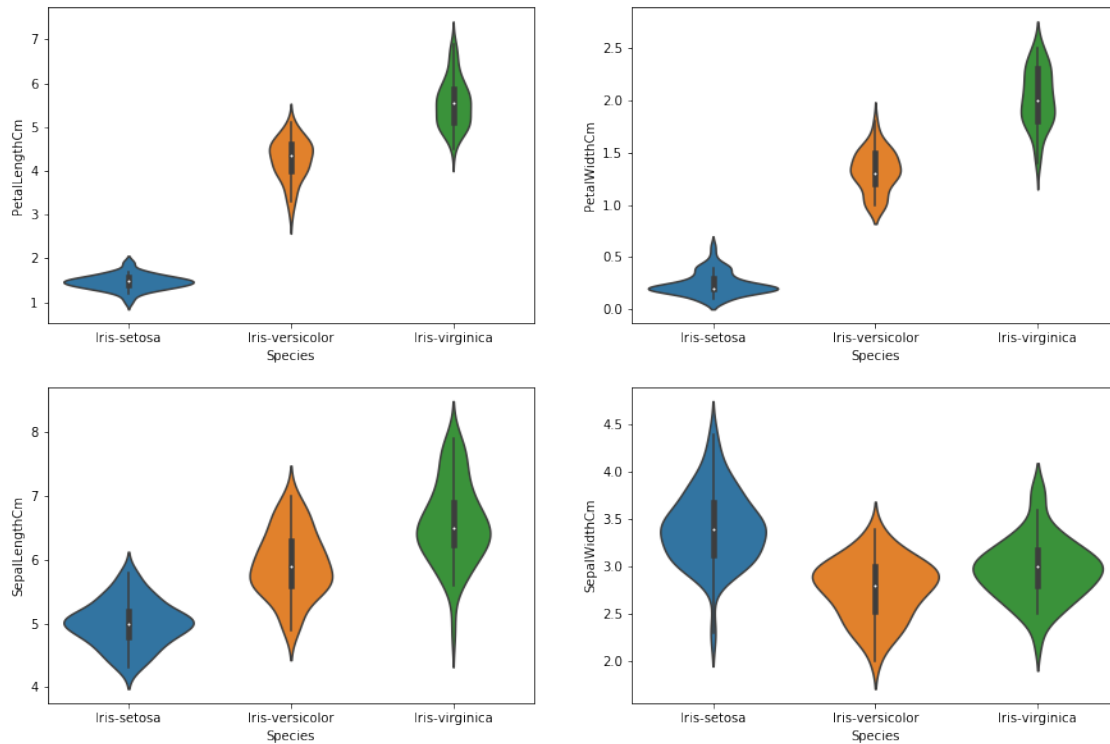 PetalLengthCm
7
6
5
4
3
2
1
Iris-setosa Iris-versicolor Iris-virginica
Species
PetalWidthCm
2.5
2.0
1.5
1.0
0.5
0.0
Iris-setosa Iris-versicolor Iris-virginica
Species
SepalLengthCm
8
7
6
5
4
Iris-setosa Iris-versicolor Iris-virginica
Species
SepalWidthCm
4.5
4.0
3.5
3.0
2.5
2.0
Iris-setosa Iris-versicolor Iris-virginica
Species